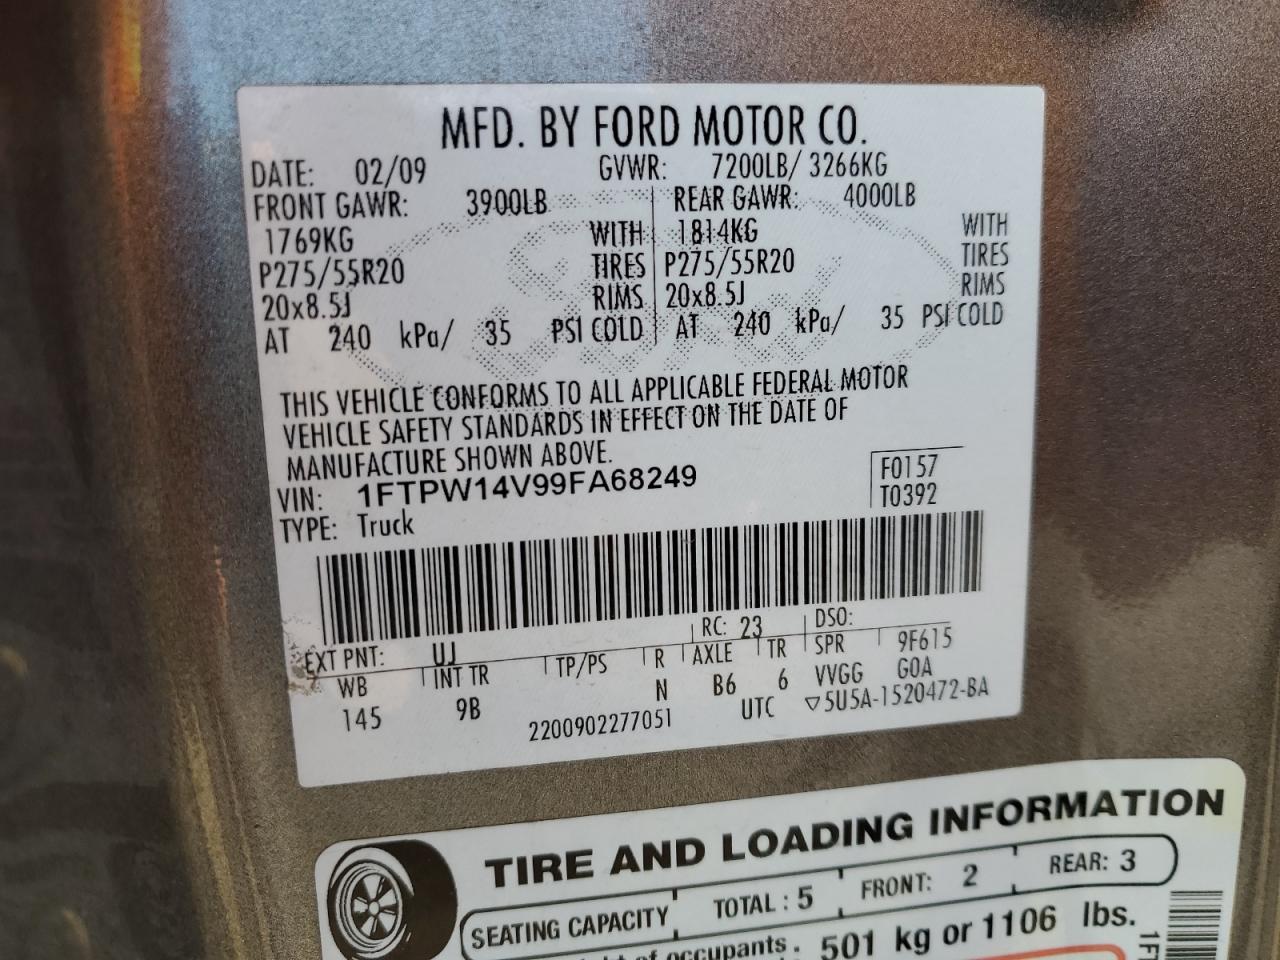 MFD. BY FORD MOTOR CO.
DATE: 02/09 GVWR: 7200LB/ 3266KG
FRONT GAWR: 3900LB REAR GAWR: 4000LB
1769KG WITH 1814KG WITH
P275/55R20 TIRES P275/55R20 TIRES
20x8.5J RIMS 20x8.5J RIMS
AT 240 kPa/ 35 PSI COLD AT 240 kPa/ 35 PSI COLD
THIS VEHICLE CONFORMS TO ALL APPLICABLE FEDERAL MOTOR
VEHICLE SAFETY STANDARDS IN EFFECT ON THE DATE OF
MANUFACTURE SHOWN ABOVE.
VIN: 1FTPW14V99FA68249 F0157
TYPE: Truck T0392
EXT PNT: UJ RC: 23 DSO:
WB INT TR TP/PS R AXLE TR SPR 9F615
145 9B N B6 6 VVGG GOA
2200902277051 UTC ▽5U5A-1520472-BA
TIRE AND LOADING INFORMATION
SEATING CAPACITY TOTAL : 5 FRONT: 2 REAR: 3
of occupants. 501 kg or 1106 lbs.
1F